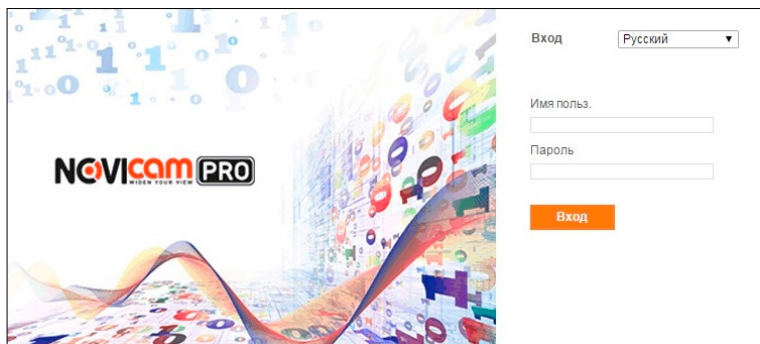 Вход
Русский
NOVICAM PRO
WIDEN YOUR VIEW
Имя польз.
Пароль
Вход